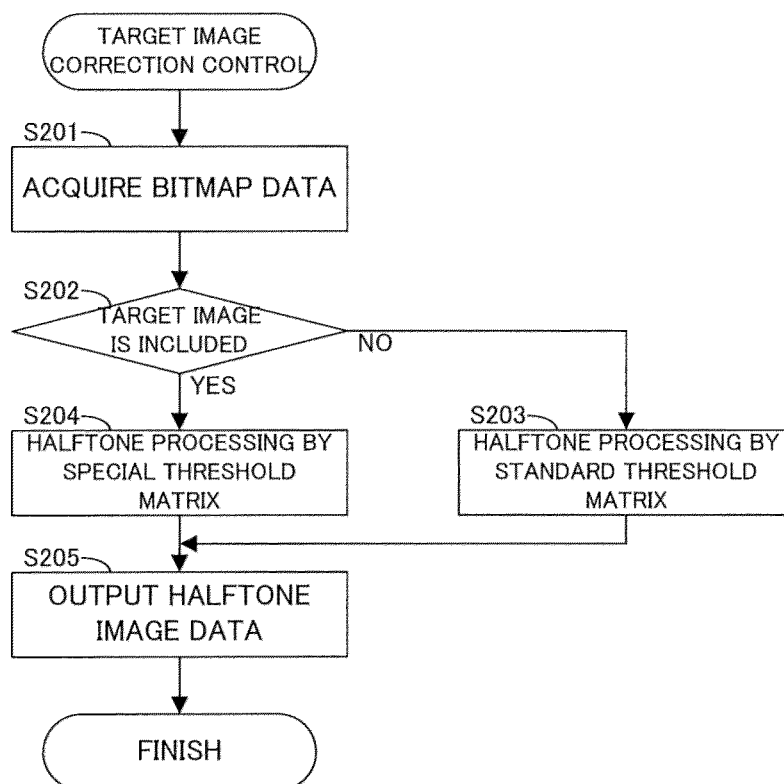 TARGET IMAGE
CORRECTION CONTROL
S201
ACQUIRE BITMAP DATA
S202
TARGET IMAGE
IS INCLUDED
NO
YES
S204
HALFTONE PROCESSING BY
SPECIAL THRESHOLD
MATRIX
S203
HALFTONE PROCESSING BY
STANDARD THRESHOLD
MATRIX
S205
OUTPUT HALFTONE
IMAGE DATA
FINISH